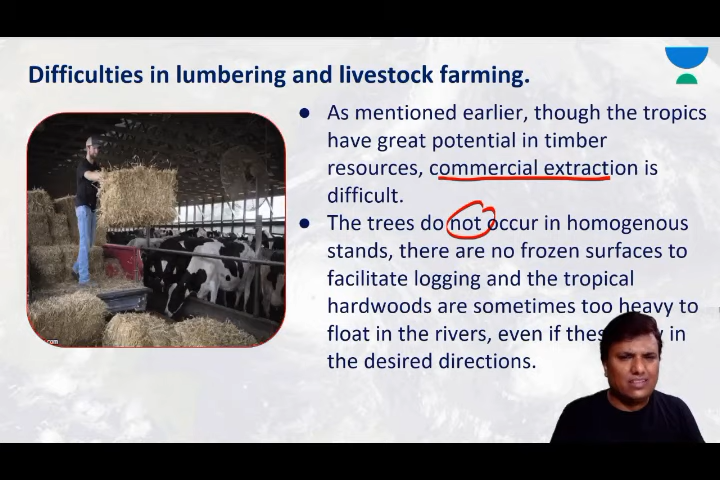 Difficulties in lumbering and livestock farming.
● As mentioned earlier, though the tropics
have great potential in timber
resources, commercial extraction is
difficult.
● The trees do not occur in homogenous
stands, there are no frozen surfaces to
facilitate logging and the tropical
hardwoods are sometimes too heavy to
float in the rivers, even if in
the desired directions.